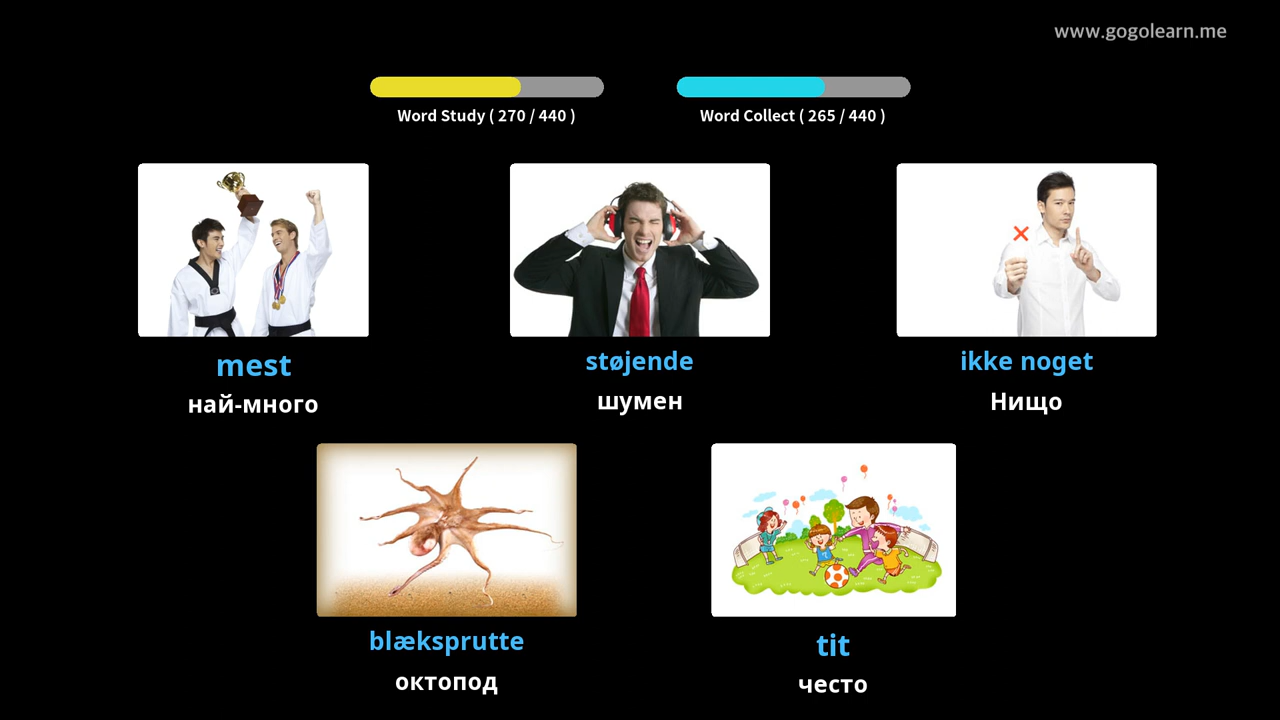 www.gogolearn.me
Word Study ( 270 / 440 )
Word Collect ( 265 / 440 )
mest
най-много
støjende
шумен
ikke noget
Нищо
blæksprutte
октопод
tit
често